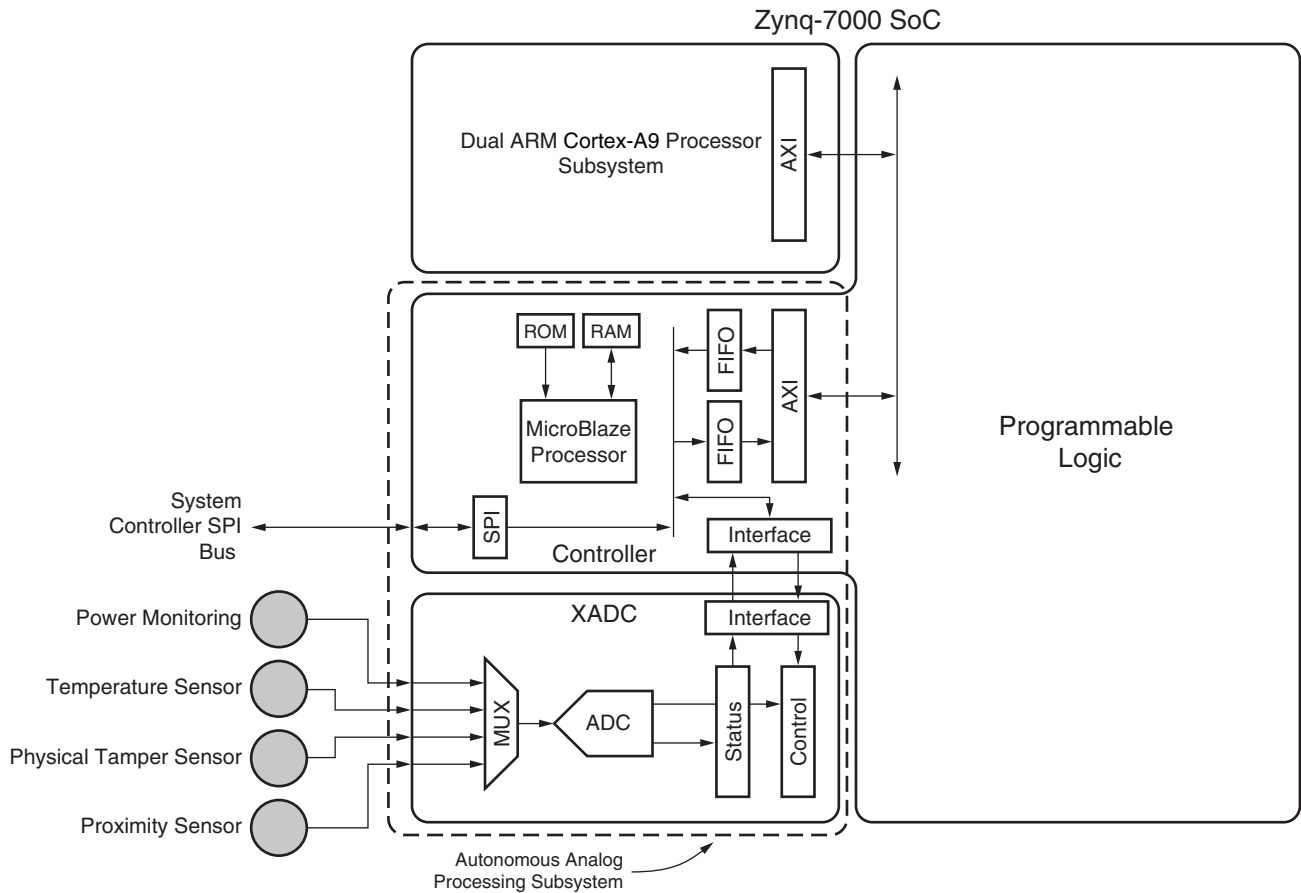 Zynq-7000 SoC
Dual ARM Cortex-A9 Processor
Subsystem
AXI
ROM
RAM
FIFO
AXI
MicroBlaze
Processor
FIFO
Programmable
Logic
System
Controller SPI
Bus
SPI
Controller
Interface
XADC
Interface
Power Monitoring
Temperature Sensor
Physical Tamper Sensor
Proximity Sensor
MUX
ADC
Status
Control
Autonomous Analog
Processing Subsystem